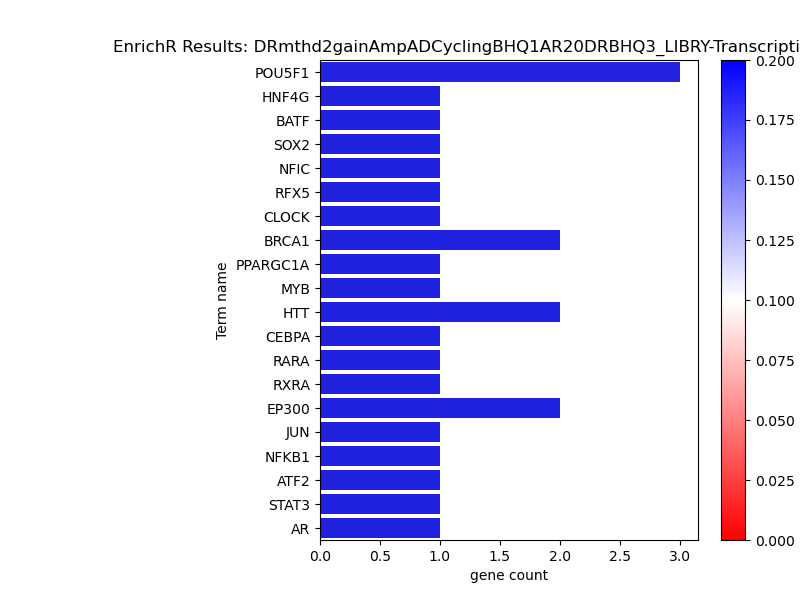 EnrichR Results: DRmthd2gainAmpADCyclingBHQ1AR20DRBHQ3_LIBRY-Transcripti
POU5F1
HNF4G
BATF
SOX2
NFIC
RFX5
CLOCK
BRCA1
PPARGC1A
MYB
HTT
CEBPA
RARA
RXRA
EP300
JUN
NFKB1
ATF2
STAT3
AR
Term name
0.0 0.5 1.0 1.5 2.0 2.5 3.0
gene count
0.200
0.175
0.150
0.125
0.100
0.075
0.050
0.025
0.000